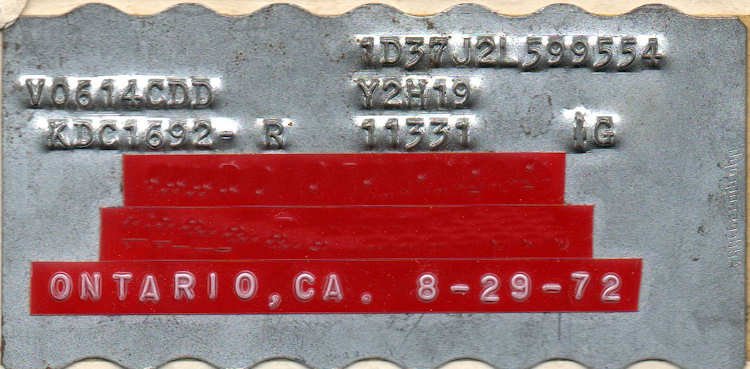 1D37J2L599554
V0614CDD Y2H19
KDC1692- R 11331 1G
ONTARIO,CA. 8-29-72